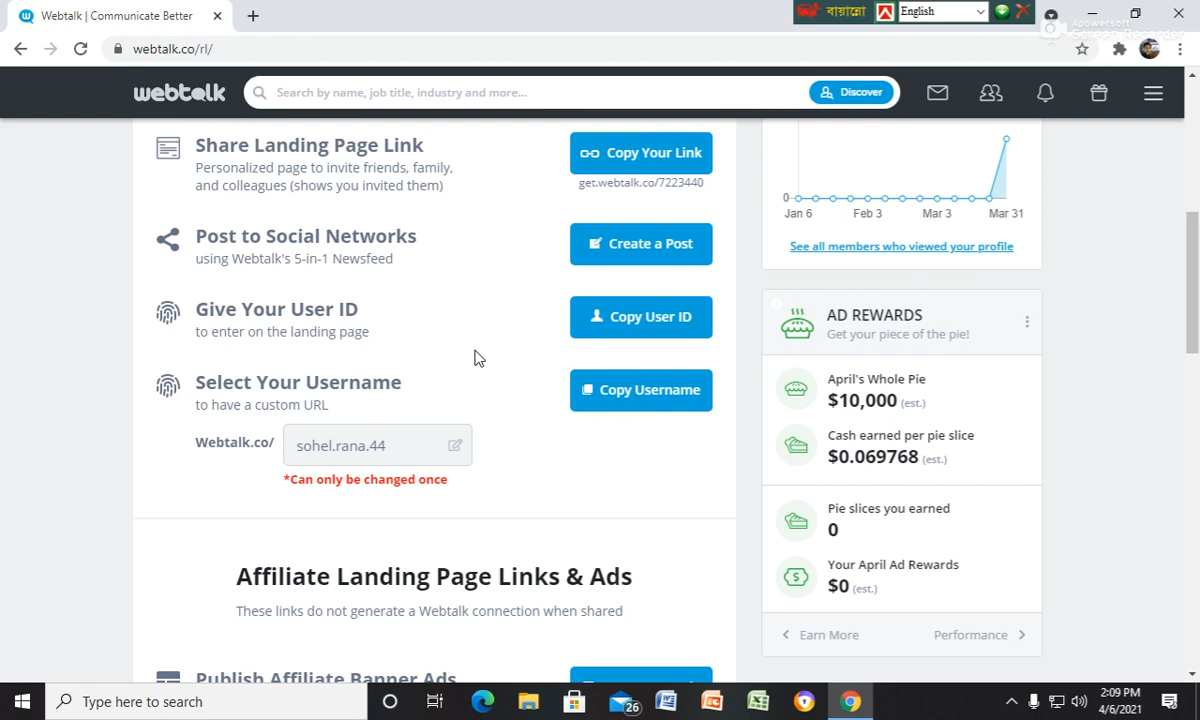 Webtalk | Communicate Better
বায়ান্নো
English
Apowersoft
Screen Recorder
webtalk.co/rl/
webtalk
Search by name, job title, industry and more...
Discover
Share Landing Page Link
Personalized page to invite friends, family,
and colleagues (shows you invited them)
Copy Your Link
get.webtalk.co/7223440
Post to Social Networks
using Webtalk's 5-in-1 Newsfeed
Create a Post
Give Your User ID
to enter on the landing page
Copy User ID
Select Your Username
to have a custom URL
Copy Username
Webtalk.co/
sohel.rana.44
*Can only be changed once
Affiliate Landing Page Links & Ads
These links do not generate a Webtalk connection when shared
Publish Affiliate Banner Ads
0
Jan 6 Feb 3 Mar 3 Mar 31
See all members who viewed your profile
AD REWARDS
Get your piece of the pie!
April's Whole Pie
$10,000 (est.)
Cash earned per pie slice
$0.069768 (est.)
Pie slices you earned
0
Your April Ad Rewards
$0 (est.)
Earn More Performance
Type here to search
26
2:09 PM
4/6/2021